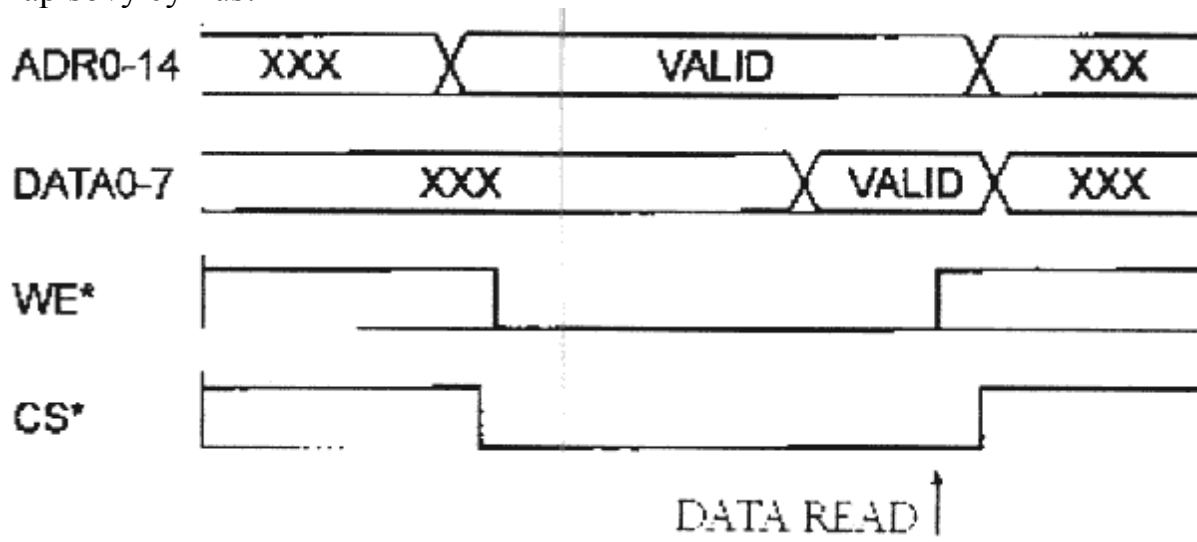 ADR0-14 XXX VALID XXX
DATA0-7 XXX VALID XXX
WE*
CS*
DATA READ